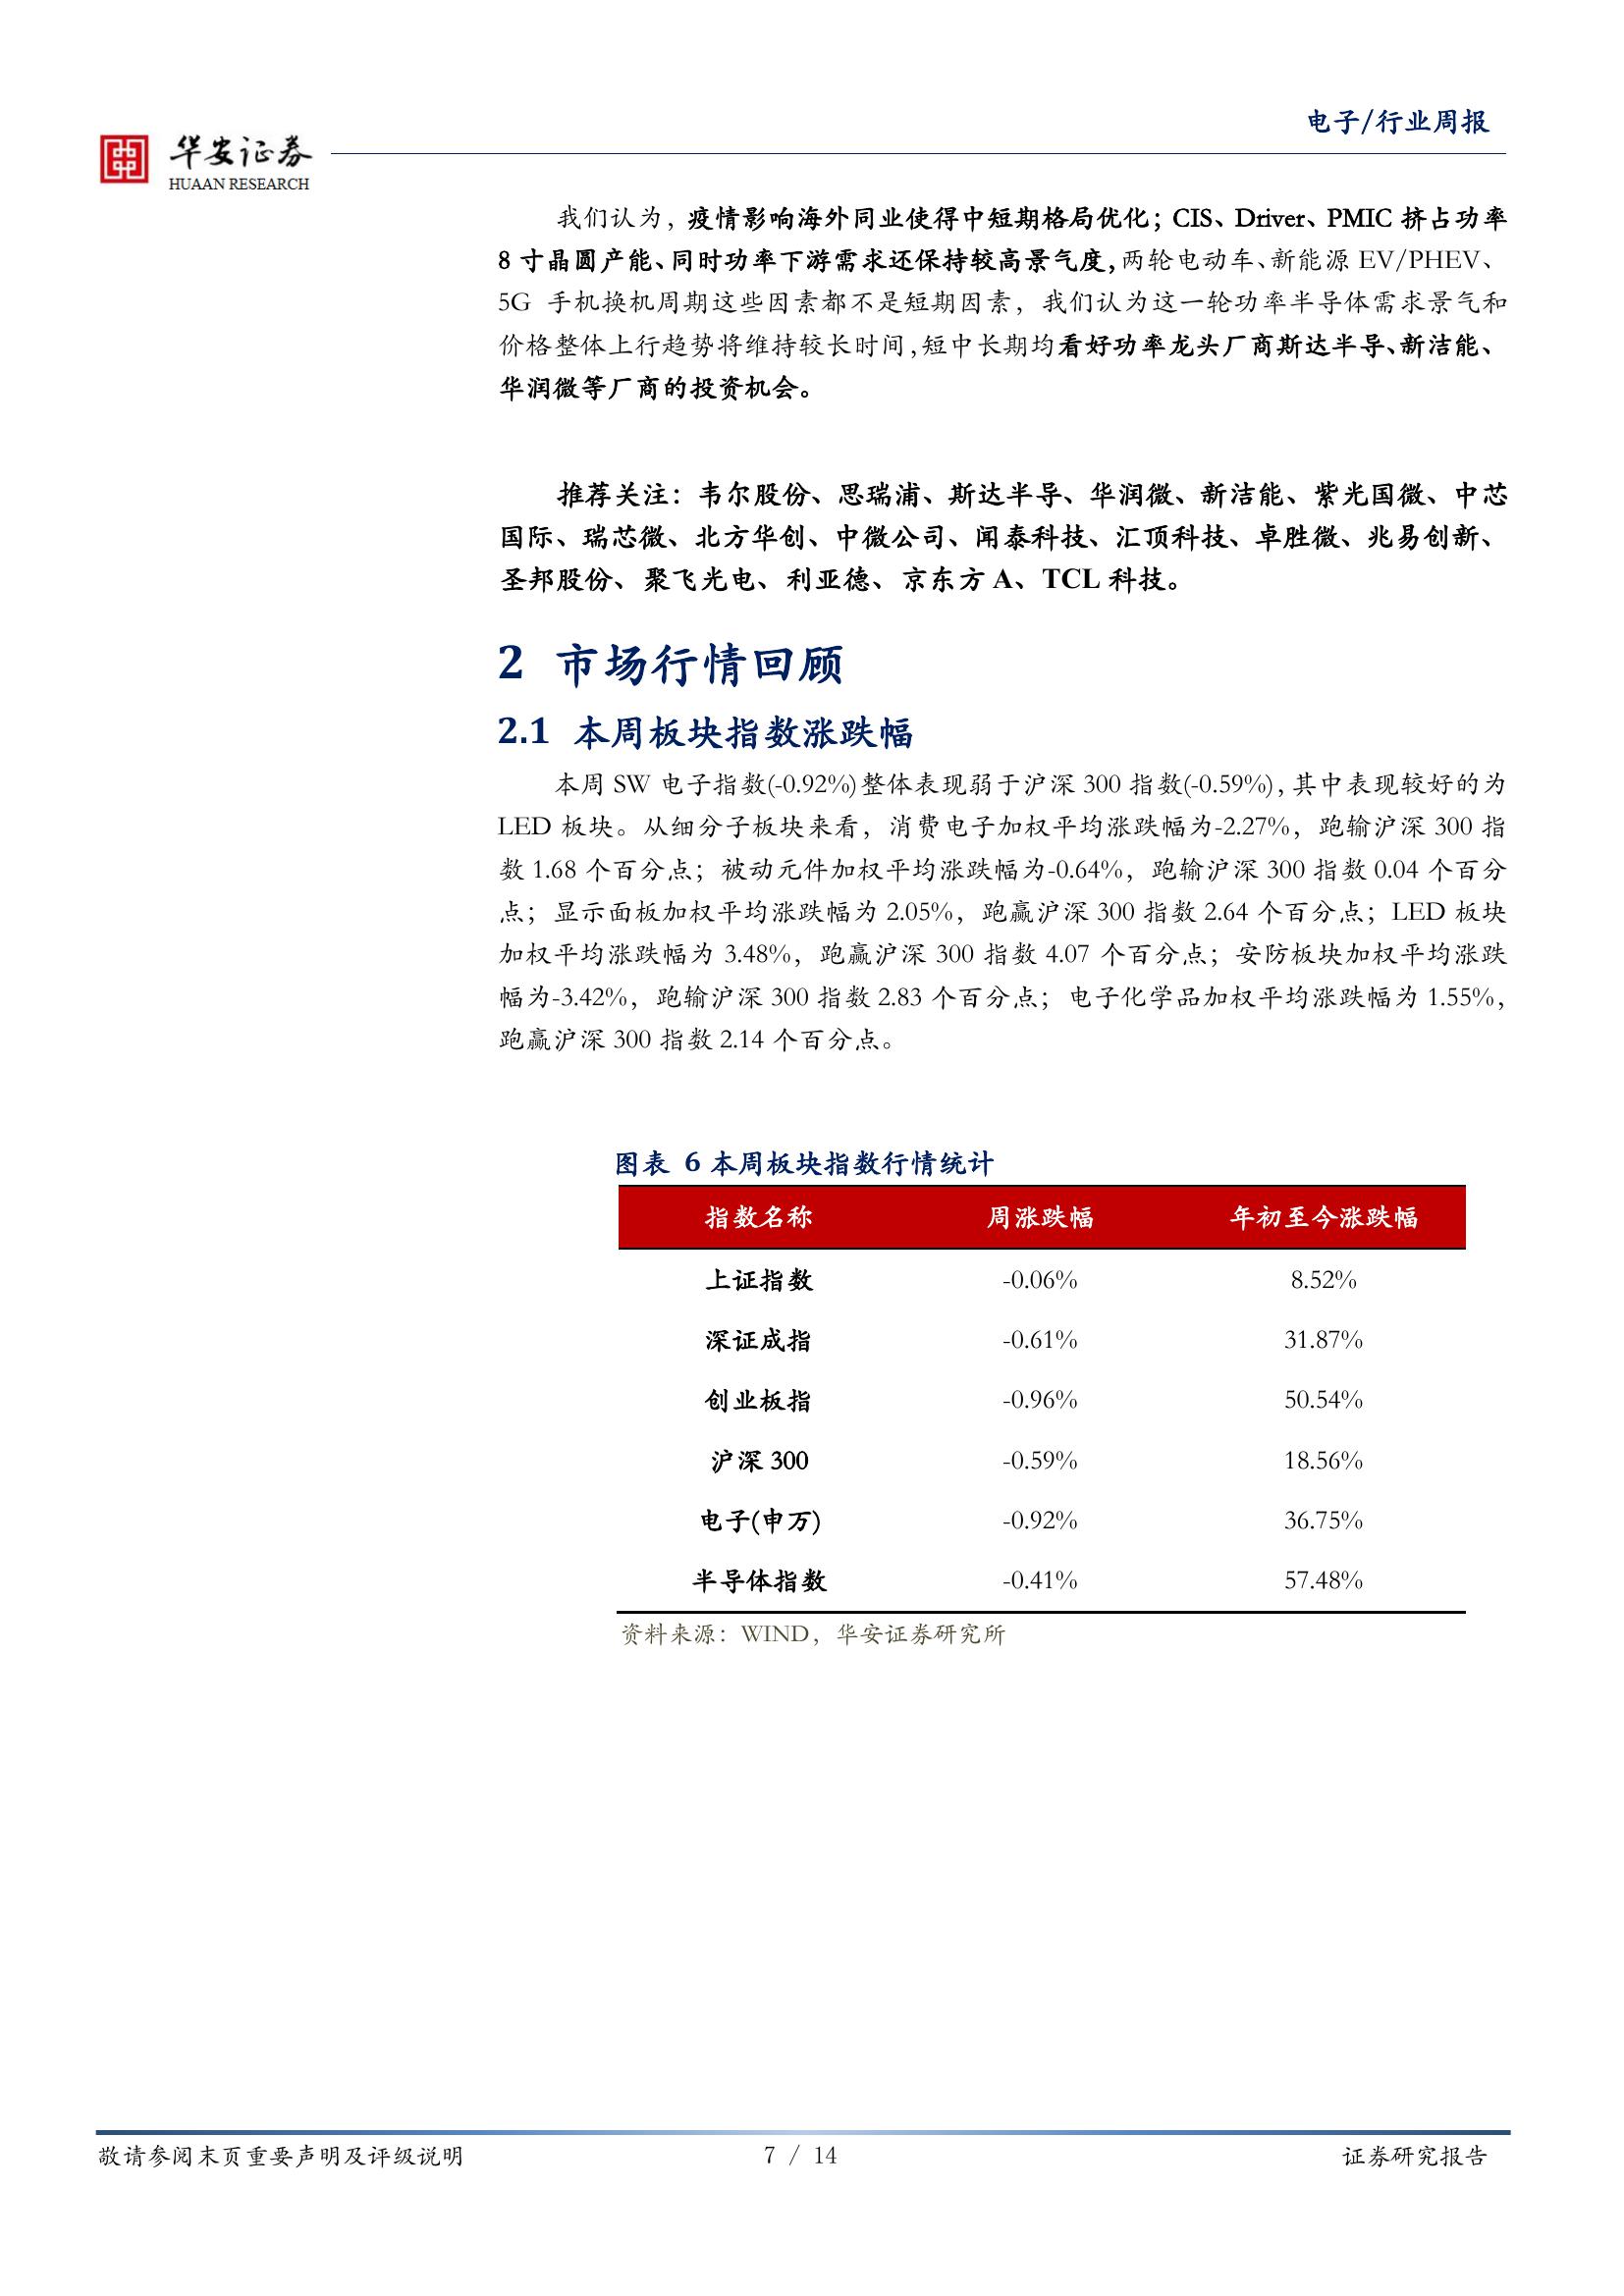 电子/行业周报
华安证券
HUAAN RESEARCH
我们认为，疫情影响海外同业使得中短期格局优化；CIS、Driver、PMIC 挤占功率
8 寸晶圆产能、同时功率下游需求还保持较高景气度，两轮电动车、新能源 EV/PHEV、
5G 手机换机周期这些因素都不是短期因素，我们认为这一轮功率半导体需求景气和
价格整体上行趋势将维持较长时间，短中长期均看好功率龙头厂商斯达半导、新洁能、
华润微等厂商的投资机会。
推荐关注：韦尔股份、思瑞浦、斯达半导、华润微、新洁能、紫光国微、中芯
国际、瑞芯微、北方华创、中微公司、闻泰科技、汇顶科技、卓胜微、兆易创新、
圣邦股份、聚飞光电、利亚德、京东方 A、TCL 科技。
2 市场行情回顾
2.1 本周板块指数涨跌幅
本周 SW 电子指数(-0.92%)整体表现弱于沪深 300 指数(-0.59%)，其中表现较好的为
LED 板块。从细分子板块来看，消费电子加权平均涨跌幅为-2.27%，跑输沪深 300 指
数 1.68 个百分点；被动元件加权平均涨跌幅为-0.64%，跑输沪深 300 指数 0.04 个百分
点；显示面板加权平均涨跌幅为 2.05%，跑赢沪深 300 指数 2.64 个百分点；LED 板块
加权平均涨跌幅为 3.48%，跑赢沪深 300 指数 4.07 个百分点；安防板块加权平均涨跌
幅为-3.42%，跑输沪深 300 指数 2.83 个百分点；电子化学品加权平均涨跌幅为 1.55%，
跑赢沪深 300 指数 2.14 个百分点。
图表 6 本周板块指数行情统计
指数名称 周涨跌幅 年初至今涨跌幅
上证指数 -0.06% 8.52%
深证成指 -0.61% 31.87%
创业板指 -0.96% 50.54%
沪深 300 -0.59% 18.56%
电子(申万) -0.92% 36.75%
半导体指数 -0.41% 57.48%
资料来源：WIND，华安证券研究所
敬请参阅末页重要声明及评级说明 7 / 14 证券研究报告